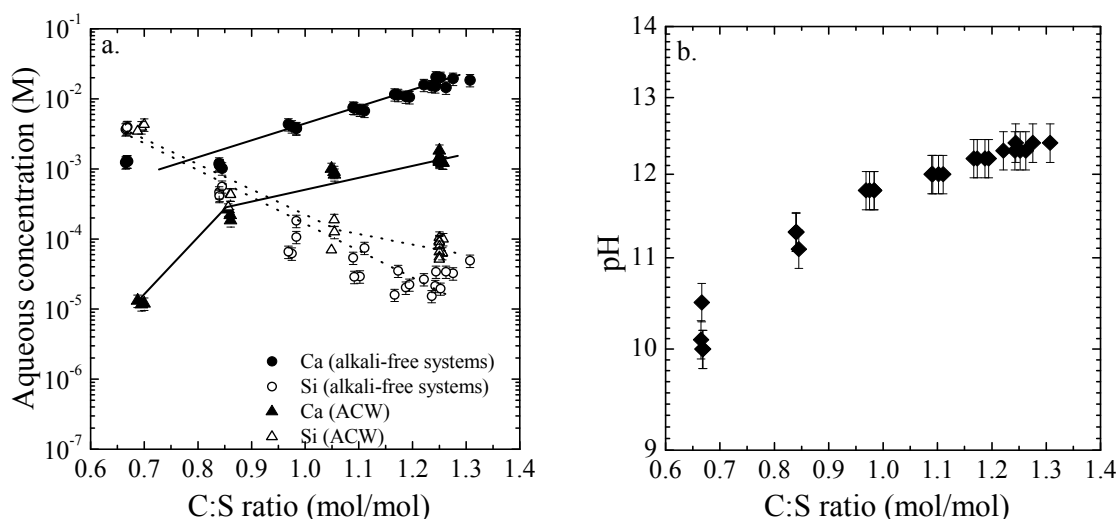 a.
Aqueous concentration (M)
10⁻¹
10⁻²
10⁻³
10⁻⁴
10⁻⁵
10⁻⁶
10⁻⁷
Ca (alkali-free systems)
Si (alkali-free systems)
Ca (ACW)
Si (ACW)
0.6 0.7 0.8 0.9 1.0 1.1 1.2 1.3 1.4
C:S ratio (mol/mol)
b.
pH
14
13
12
11
10
9
0.6 0.7 0.8 0.9 1.0 1.1 1.2 1.3 1.4
C:S ratio (mol/mol)